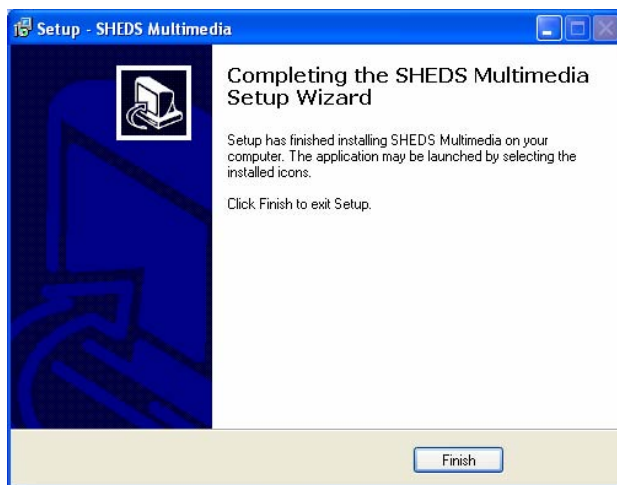 Setup - SHEDS Multimedia
Completing the SHEDS Multimedia
Setup Wizard
Setup has finished installing SHEDS Multimedia on your
computer. The application may be launched by selecting the
installed icons.
Click Finish to exit Setup.
Finish